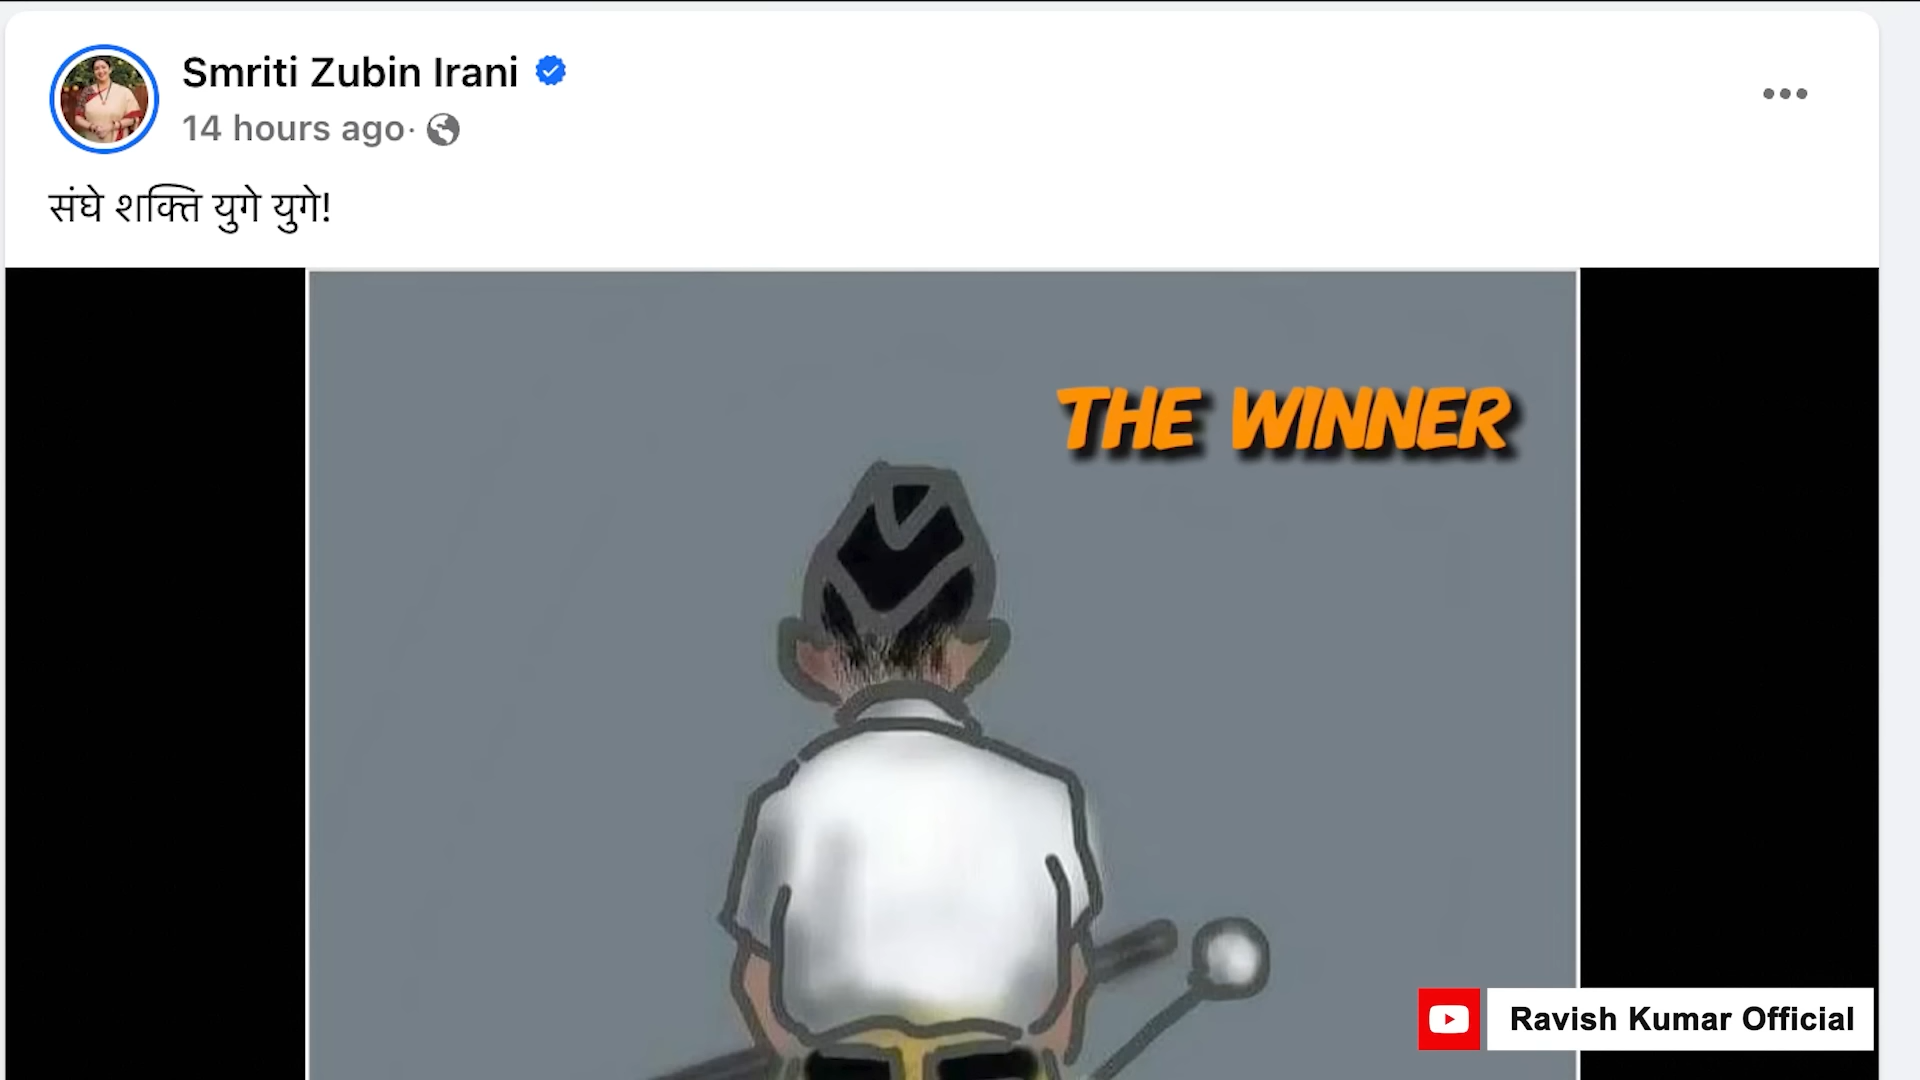 Smriti Zubin Irani
14 hours ago·
संघे शक्ति युगे युगे!
THE WINNER
Ravish Kumar Official